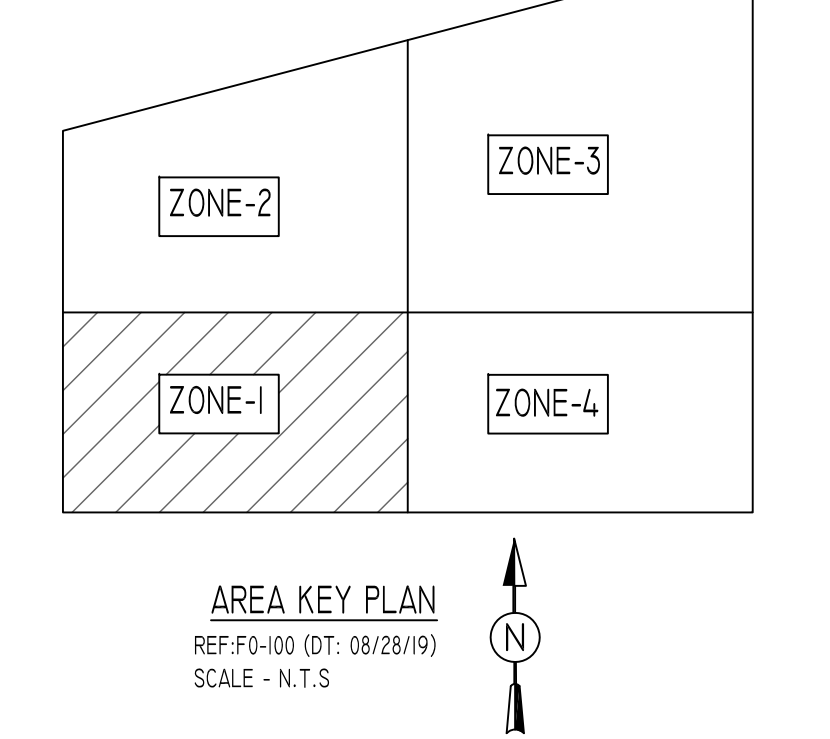 ZONE-3
ZONE-2
ZONE-1
ZONE-4
AREA KEY PLAN
REF:F0-100 (DT: 08/28/19)
SCALE - N.T.S
N